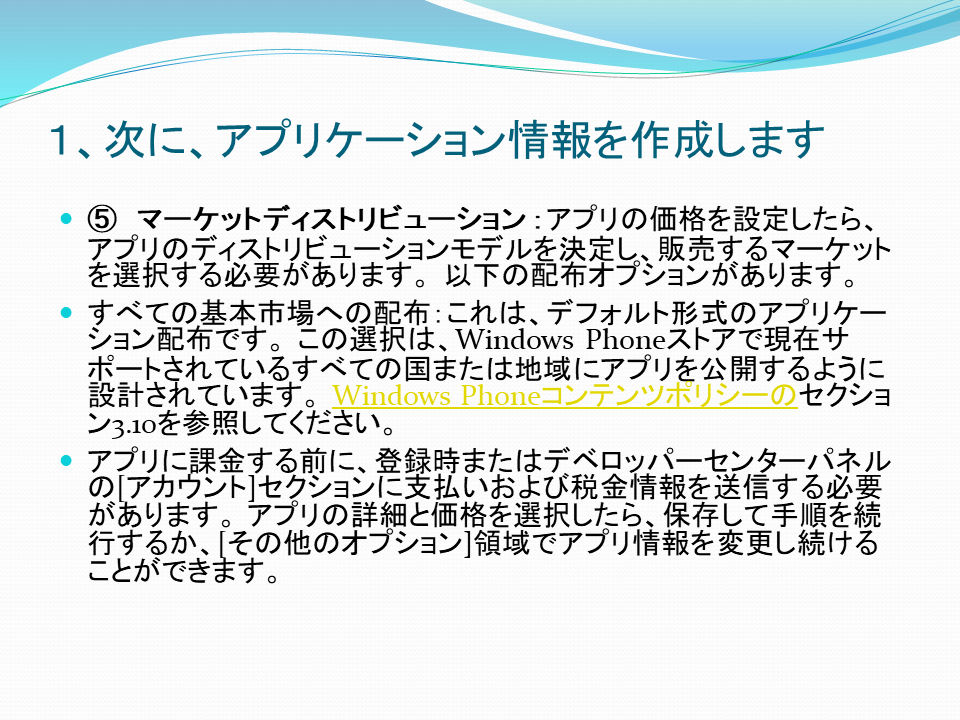 １、次に、アプリケーション情報を作成します
• ⑤　マーケットディストリビューション：アプリの価格を設定したら、
アプリのディストリビューションモデルを決定し、販売するマーケット
を選択する必要があります。 以下の配布オプションがあります。
• すべての基本市場への配布：これは、デフォルト形式のアプリケー
ション配布です。 この選択は、Windows Phoneストアで現在サ
ポートされているすべての国または地域にアプリを公開するように
設計されています。 Windows Phoneコンテンツポリシーのセクショ
ン3.10を参照してください。
• アプリに課金する前に、登録時またはデベロッパーセンターパネル
の[アカウント]セクションに支払いおよび税金情報を送信する必要
があります。 アプリの詳細と価格を選択したら、保存して手順を続
行するか、[その他のオプション]領域でアプリ情報を変更し続ける
ことができます。